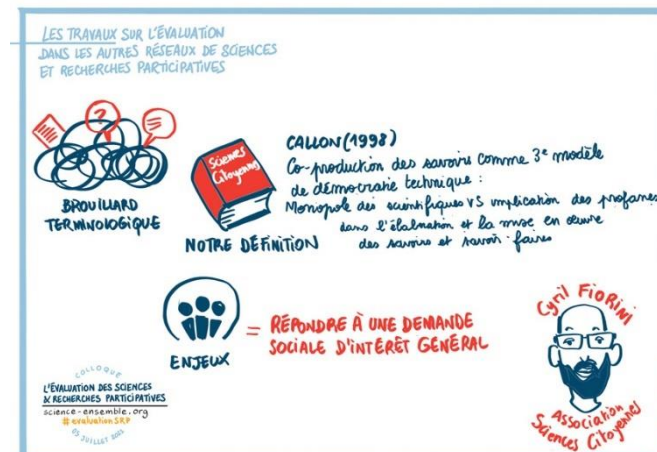 LES TRAVAUX SUR L'ÉVALUATION
DANS LES AUTRES RÉSEAUX DE SCIENCES
ET RECHERCHES PARTICIPATIVES
?
BROUILLARD
TERMINOLOGIQUE
Sciences
Citoyennes
NOTRE DÉFINITION
CALLON (1998)
Co-production des savoirs comme 3e modèle
de démocratie technique :
Monopole des scientifiques VS implication des profanes
dans l'élaboration et la mise en œuvre
des savoirs et savoir-faires
ENJEUX
= RÉPONDRE À UNE DEMANDE
SOCIALE D'INTÉRÊT GÉNÉRAL
Cyril FIORINI
ASSOCIATION
Sciences Citoyennes
COLLOQUE
L'ÉVALUATION DES SCIENCES
& RECHERCHES PARTICIPATIVES
science-ensemble.org
#evaluationSRP
05 JUILLET